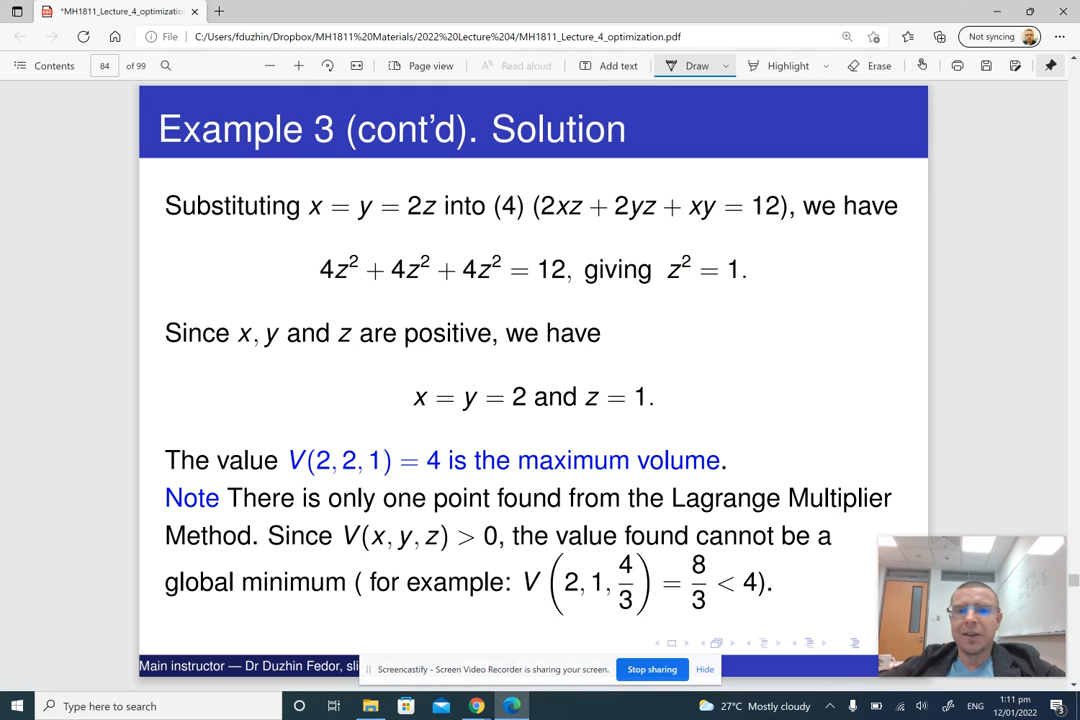 *MH1811_Lecture_4_optimizatio
File
C:/Users/fduzhin/Dropbox/MH1811%20Materials/2022%20Lecture%204/MH1811_Lecture_4_optimization.pdf
Not syncing
Contents
84 of 99
Page view
Read aloud
Add text
Draw
Highlight
Erase
Example 3 (cont’d). Solution
Substituting x = y = 2z into (4) (2xz + 2yz + xy = 12), we have
4z² + 4z² + 4z² = 12, giving z² = 1.
Since x, y and z are positive, we have
x = y = 2 and z = 1.
The value V(2, 2, 1) = 4 is the maximum volume.
Note There is only one point found from the Lagrange Multiplier
Method. Since V(x, y, z) > 0, the value found cannot be a
global minimum ( for example: V(2, 1, 4/3) = 8/3 < 4).
Main instructor — Dr Duzhin Fedor, sli
Screencastify - Screen Video Recorder is sharing your screen.
Stop sharing
Hide
Type here to search
27°C Mostly cloudy
ENG
1:11 pm
12/01/2022
3